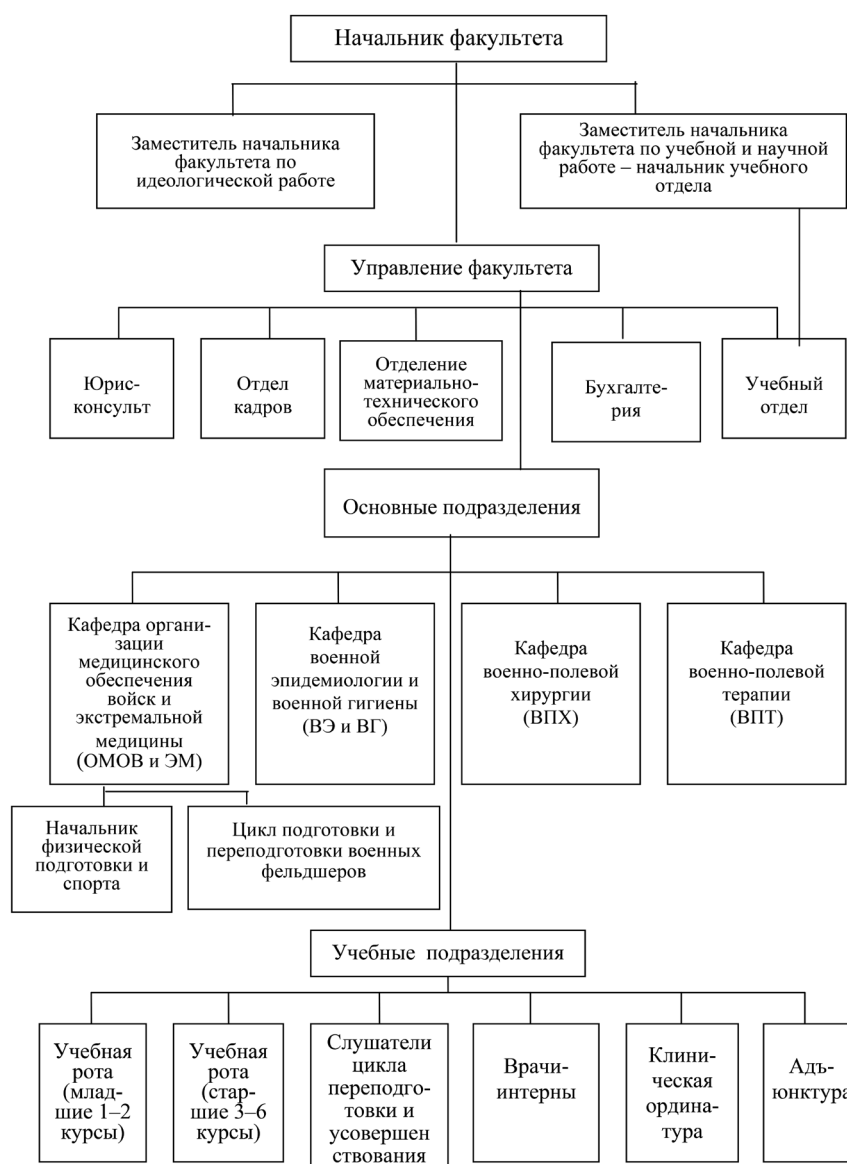 Начальник факультета
Заместитель начальника
факультета по
идеологической работе
Заместитель начальника
факультета по учебной и научной
работе – начальник учебного
отдела
Управление факультета
Юрис-
консульт
Отдел
кадров
Отделение
материально-
технического
обеспечения
Бухгалте-
рия
Учебный
отдел
Основные подразделения
Кафедра органи-
зации
медицинского
обеспечения
войск и
экстремальной
медицины
(ОМОВ и ЭМ)
Кафедра
военной
эпидемиологии и
военной гигиены
(ВЭ и ВГ)
Кафедра
военно-полевой
хирургии
(ВПХ)
Кафедра
военно-полевой
терапии
(ВПТ)
Начальник
физической
подготовки и
спорта
Цикл подготовки и
переподготовки военных
фельдшеров
Учебные подразделения
Учебная
рота
(млад-
шие 1–2
курсы)
Учебная
рота
(стар-
шие 3–6
курсы)
Слушатели
цикла
переподго-
товки и
усовершен
ствования
Врачи-
интерны
Клини-
ческая
ордина-
тура
Адъ-
юнктура